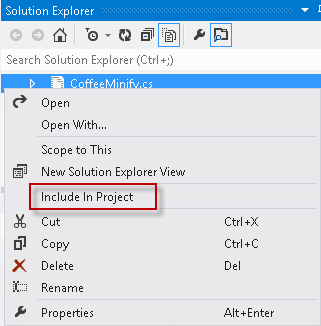 Solution Explorer
Search Solution Explorer (Ctrl+;)
CoffeeMinify.cs
Open
Open With...
Scope to This
New Solution Explorer View
Include In Project
Cut Ctrl+X
Copy Ctrl+C
Delete Del
Rename
Properties Alt+Enter